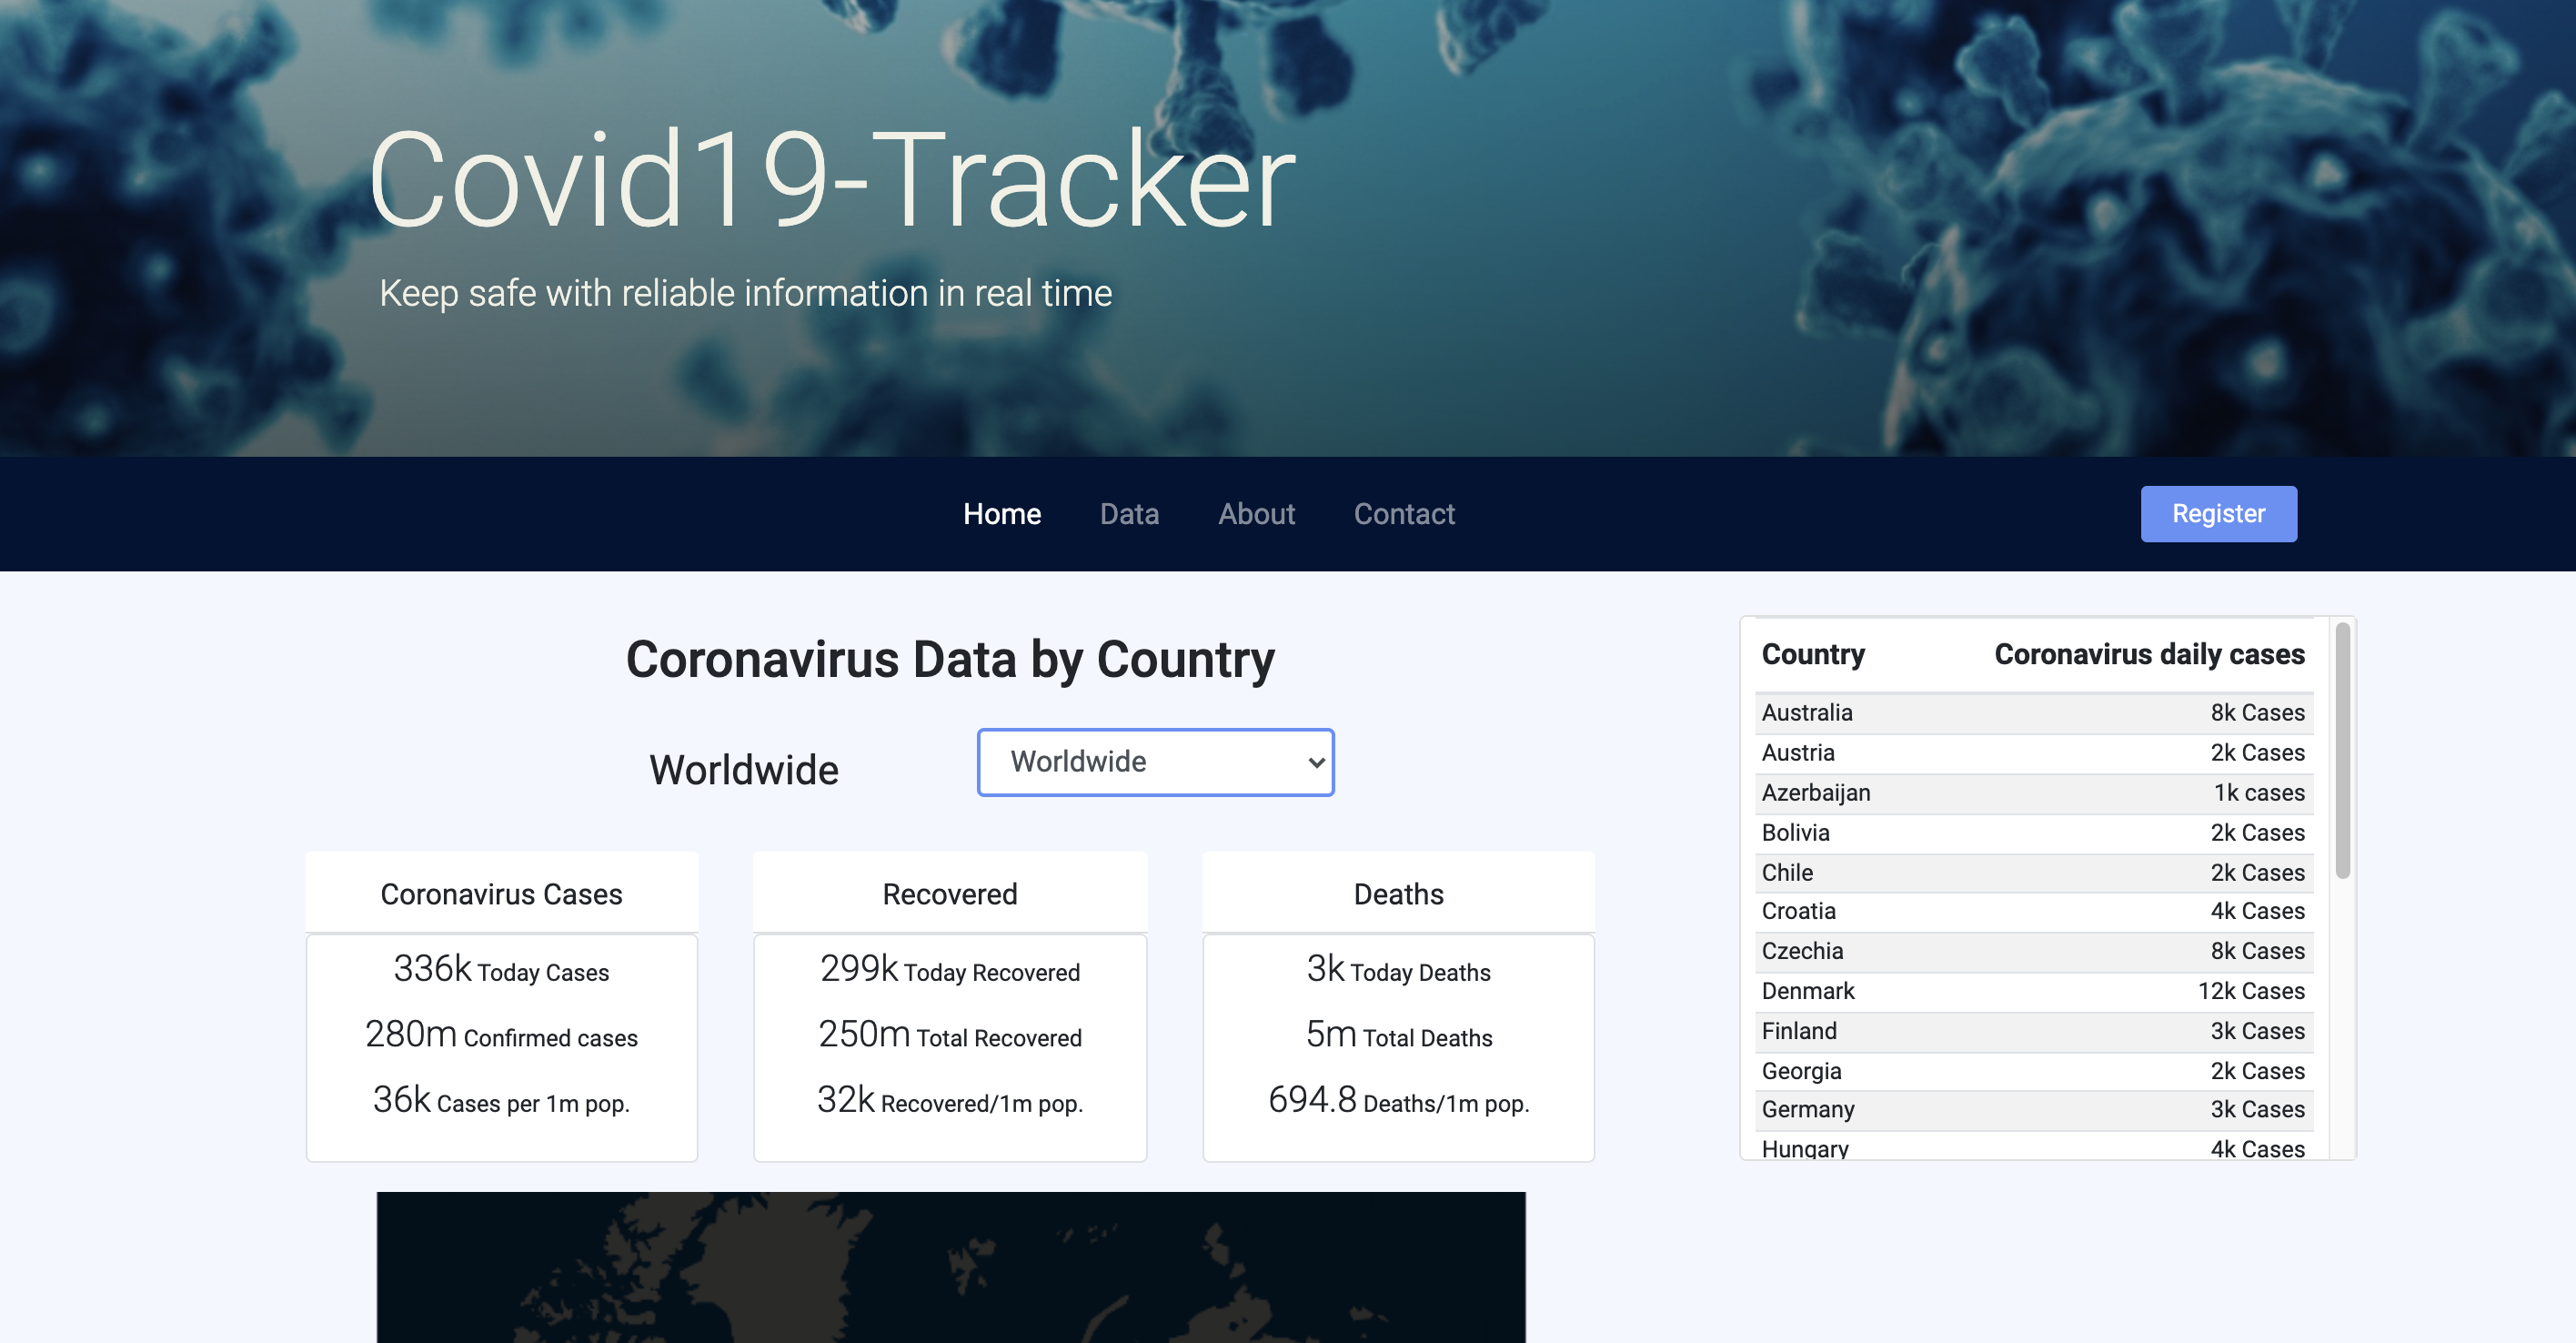 Covid19-Tracker
Keep safe with reliable information in real time
Home Data About Contact Register
Coronavirus Data by Country
Worldwide Worldwide
Coronavirus Cases
336k Today Cases
280m Confirmed cases
36k Cases per 1m pop.
Recovered
299k Today Recovered
250m Total Recovered
32k Recovered/1m pop.
Deaths
3k Today Deaths
5m Total Deaths
694.8 Deaths/1m pop.
Country Coronavirus daily cases
Australia 8k Cases
Austria 2k Cases
Azerbaijan 1k cases
Bolivia 2k Cases
Chile 2k Cases
Croatia 4k Cases
Czechia 8k Cases
Denmark 12k Cases
Finland 3k Cases
Georgia 2k Cases
Germany 3k Cases
Hungary 4k Cases